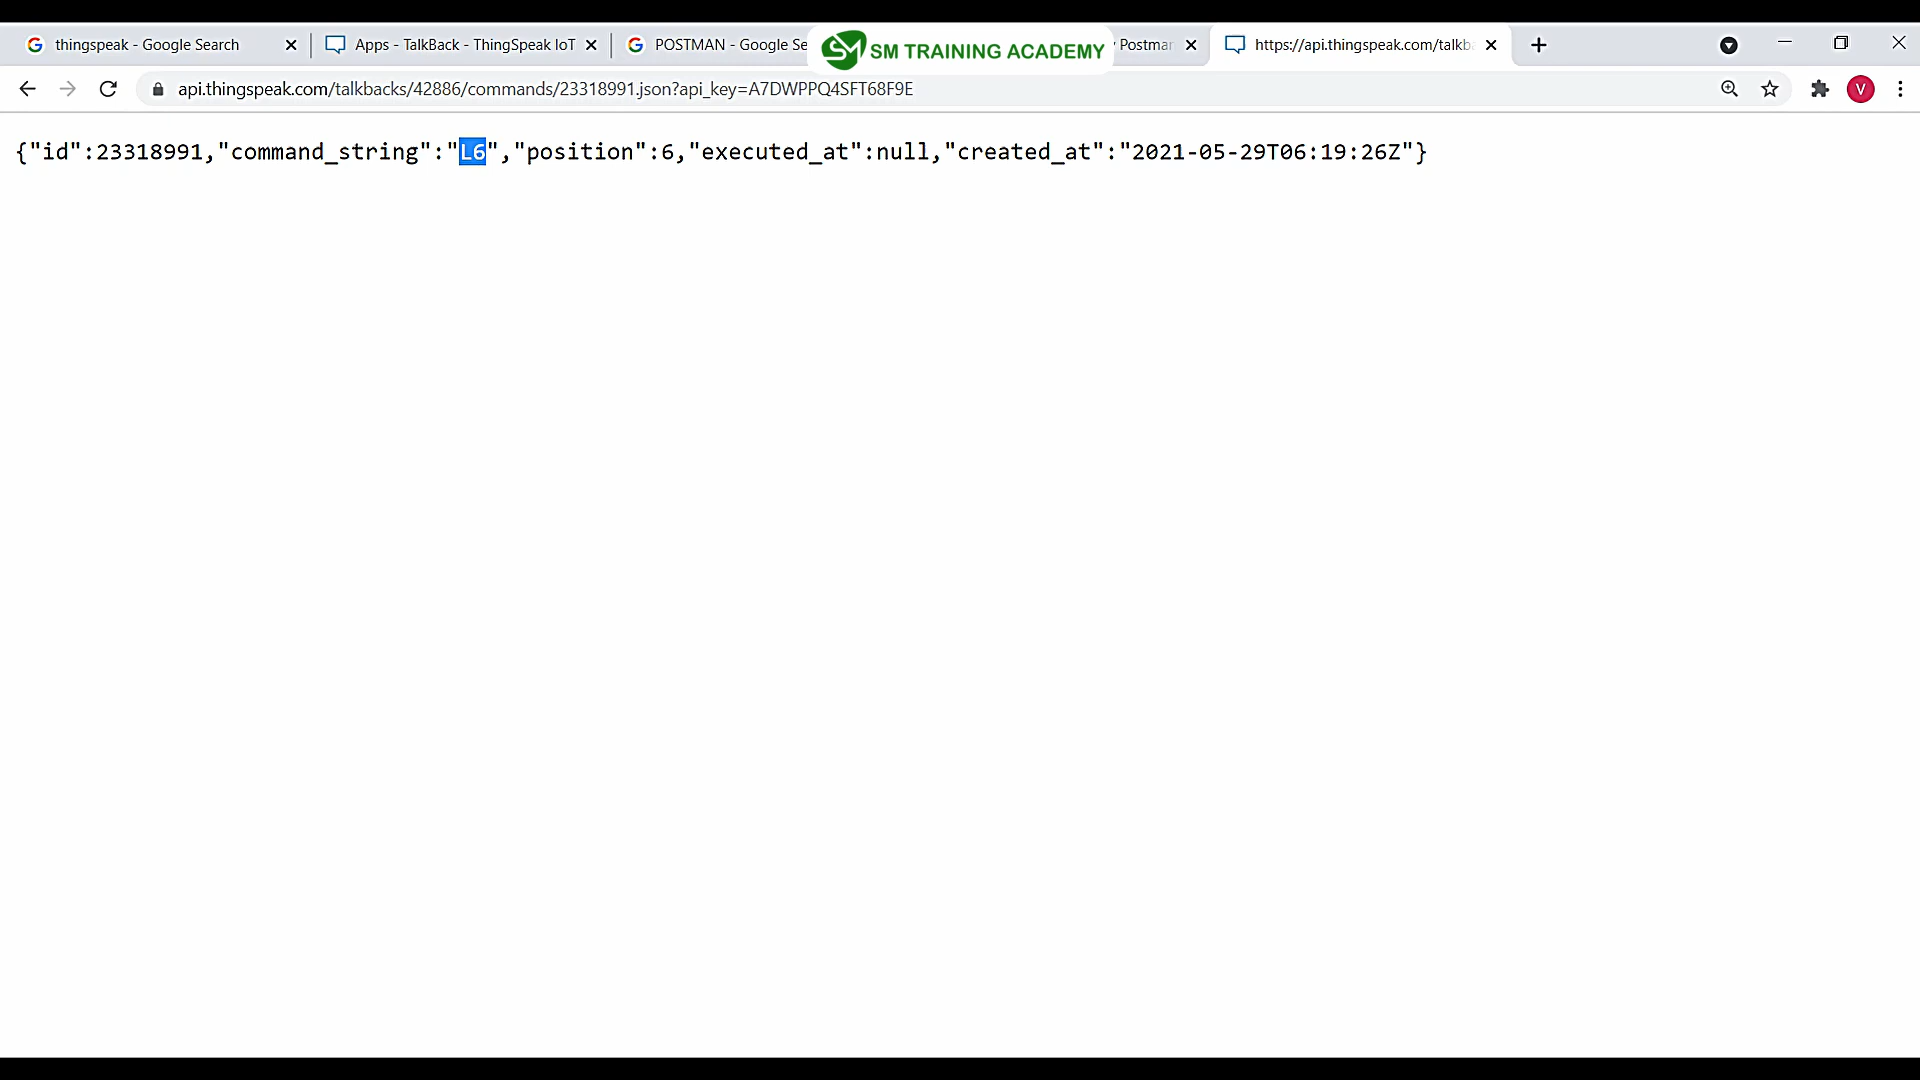 thingspeak - Google Search
Apps - TalkBack - ThingSpeak IoT
POSTMAN - Google Se
SM TRAINING ACADEMY
Postman
https://api.thingspeak.com/talkb
api.thingspeak.com/talkbacks/42886/commands/23318991.json?api_key=A7DWPPQ4SFT68F9E
V
{"id":23318991,"command_string":"L6","position":6,"executed_at":null,"created_at":"2021-05-29T06:19:26Z"}